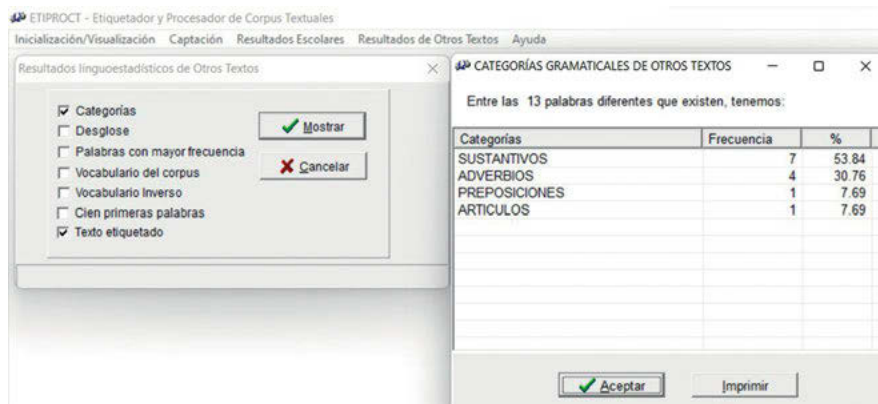 ETIPROCT - Etiquetador y Procesador de Corpus Textuales
Inicialización/Visualización Captación Resultados Escolares Resultados de Otros Textos Ayuda
Resultados linguoestadísticos de Otros Textos
Categorías
Desglose
Palabras con mayor frecuencia
Vocabulario del corpus
Vocabulario Inverso
Cien primeras palabras
Texto etiquetado
Mostrar
Cancelar
CATEGORÍAS GRAMATICALES DE OTROS TEXTOS
Entre las 13 palabras diferentes que existen, tenemos:
Categorías Frecuencia %
SUSTANTIVOS 7 53.84
ADVERBIOS 4 30.76
PREPOSICIONES 1 7.69
ARTICULOS 1 7.69
Aceptar Imprimir